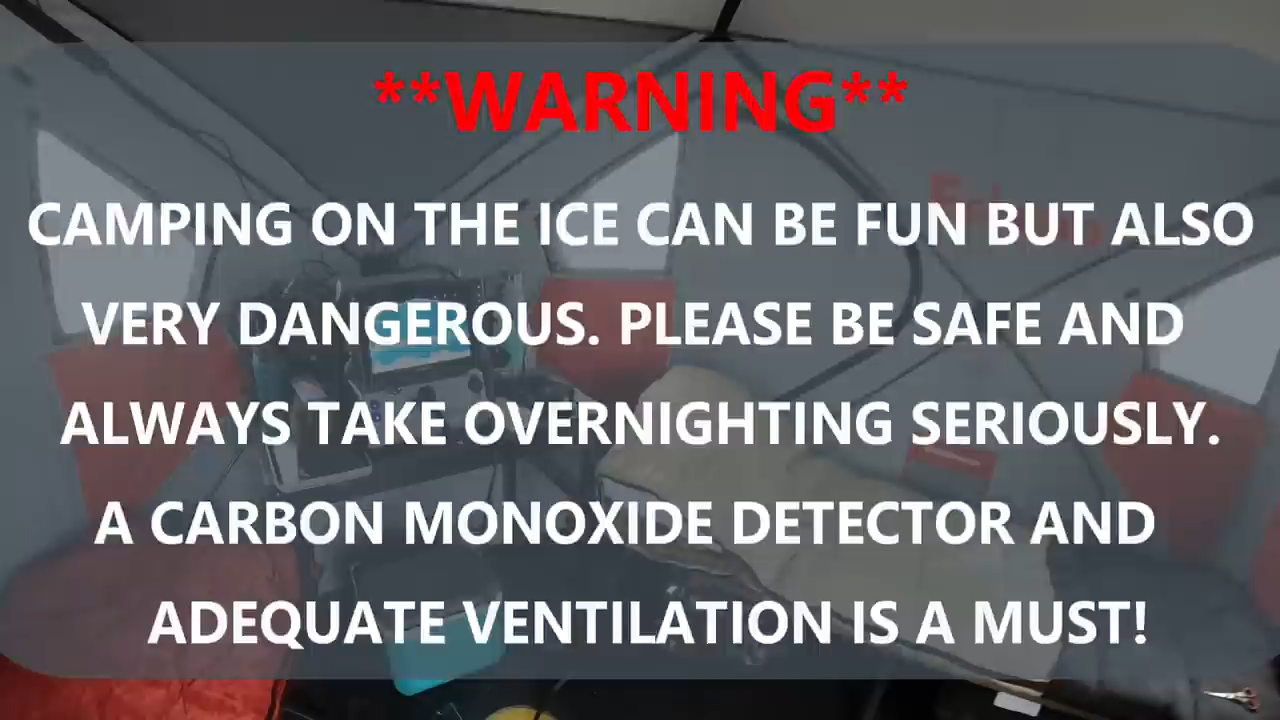 **WARNING**
CAMPING ON THE ICE CAN BE FUN BUT ALSO
VERY DANGEROUS. PLEASE BE SAFE AND
ALWAYS TAKE OVERNIGHTING SERIOUSLY.
A CARBON MONOXIDE DETECTOR AND
ADEQUATE VENTILATION IS A MUST!